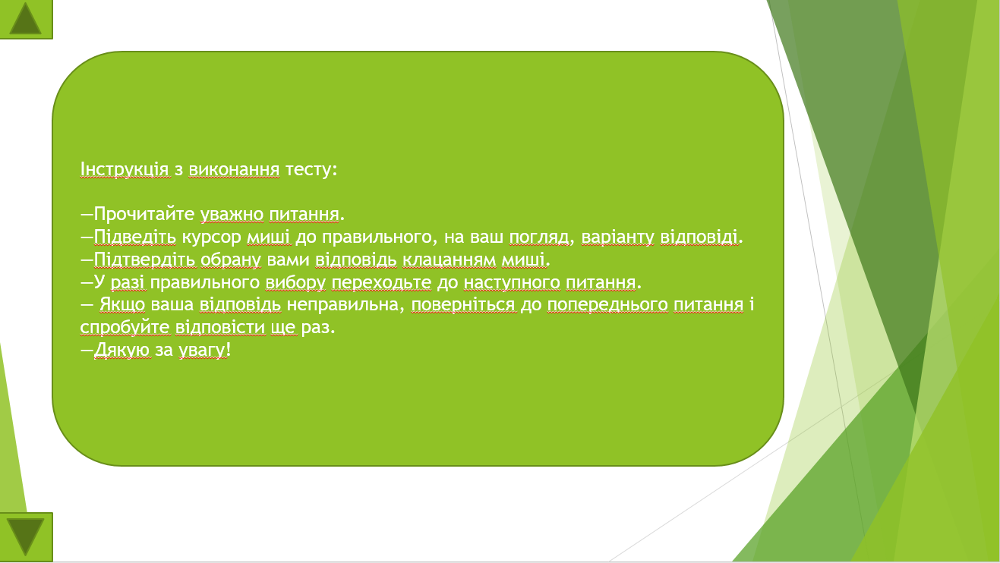 Інструкція з виконання тесту:
—Прочитайте уважно питання.
—Підведіть курсор миші до правильного, на ваш погляд, варіанту відповіді.
—Підтвердіть обрану вами відповідь клацанням миші.
—У разі правильного вибору переходьте до наступного питання.
— Якщо ваша відповідь неправильна, поверніться до попереднього питання і
спробуйте відповісти ще раз.
—Дякую за увагу!